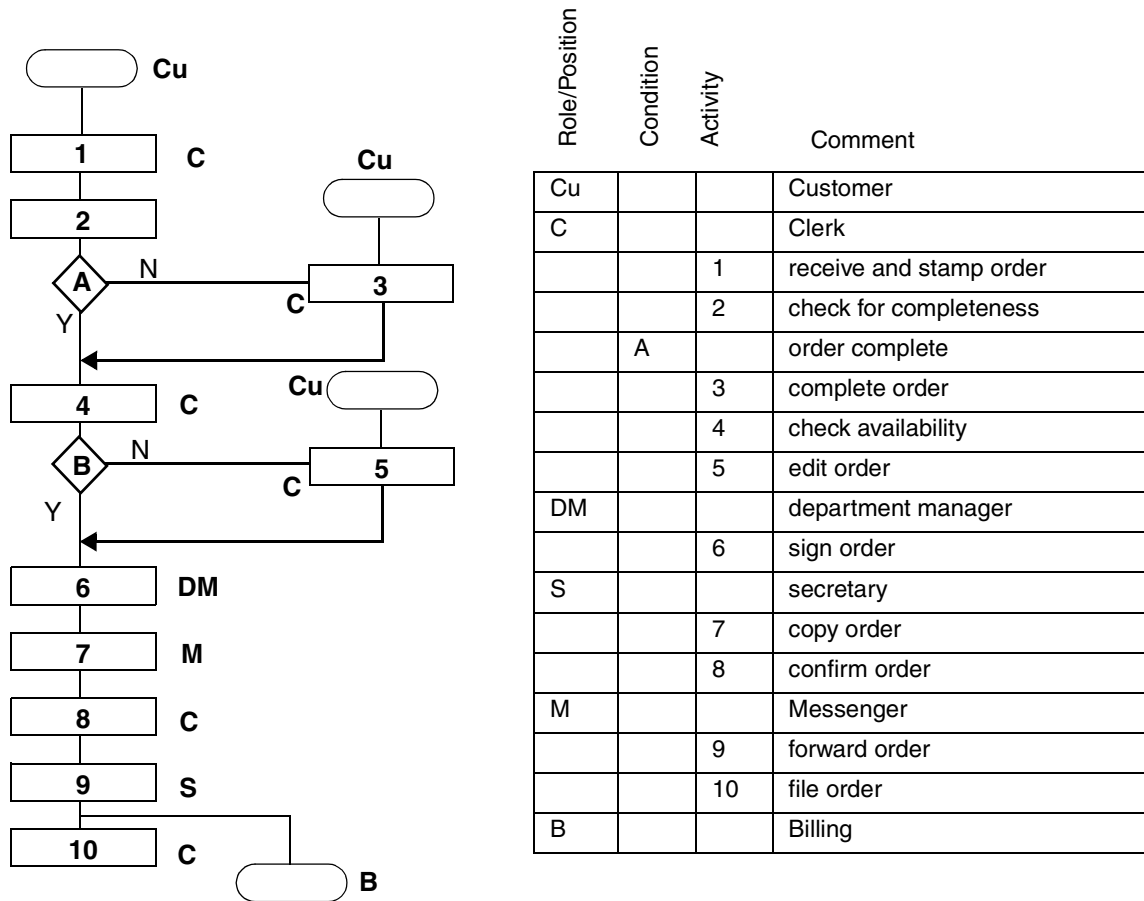 Cu
1 C
2
A N
Y
Cu
3
C
4 C
B N
Y
Cu
5
C
6 DM
7 M
8 C
9 S
10 C
B
Role/Position Condition Activity Comment
Cu Customer
C Clerk
1 receive and stamp order
2 check for completeness
A order complete
3 complete order
4 check availability
5 edit order
DM department manager
6 sign order
S secretary
7 copy order
8 confirm order
M Messenger
9 forward order
10 file order
B Billing